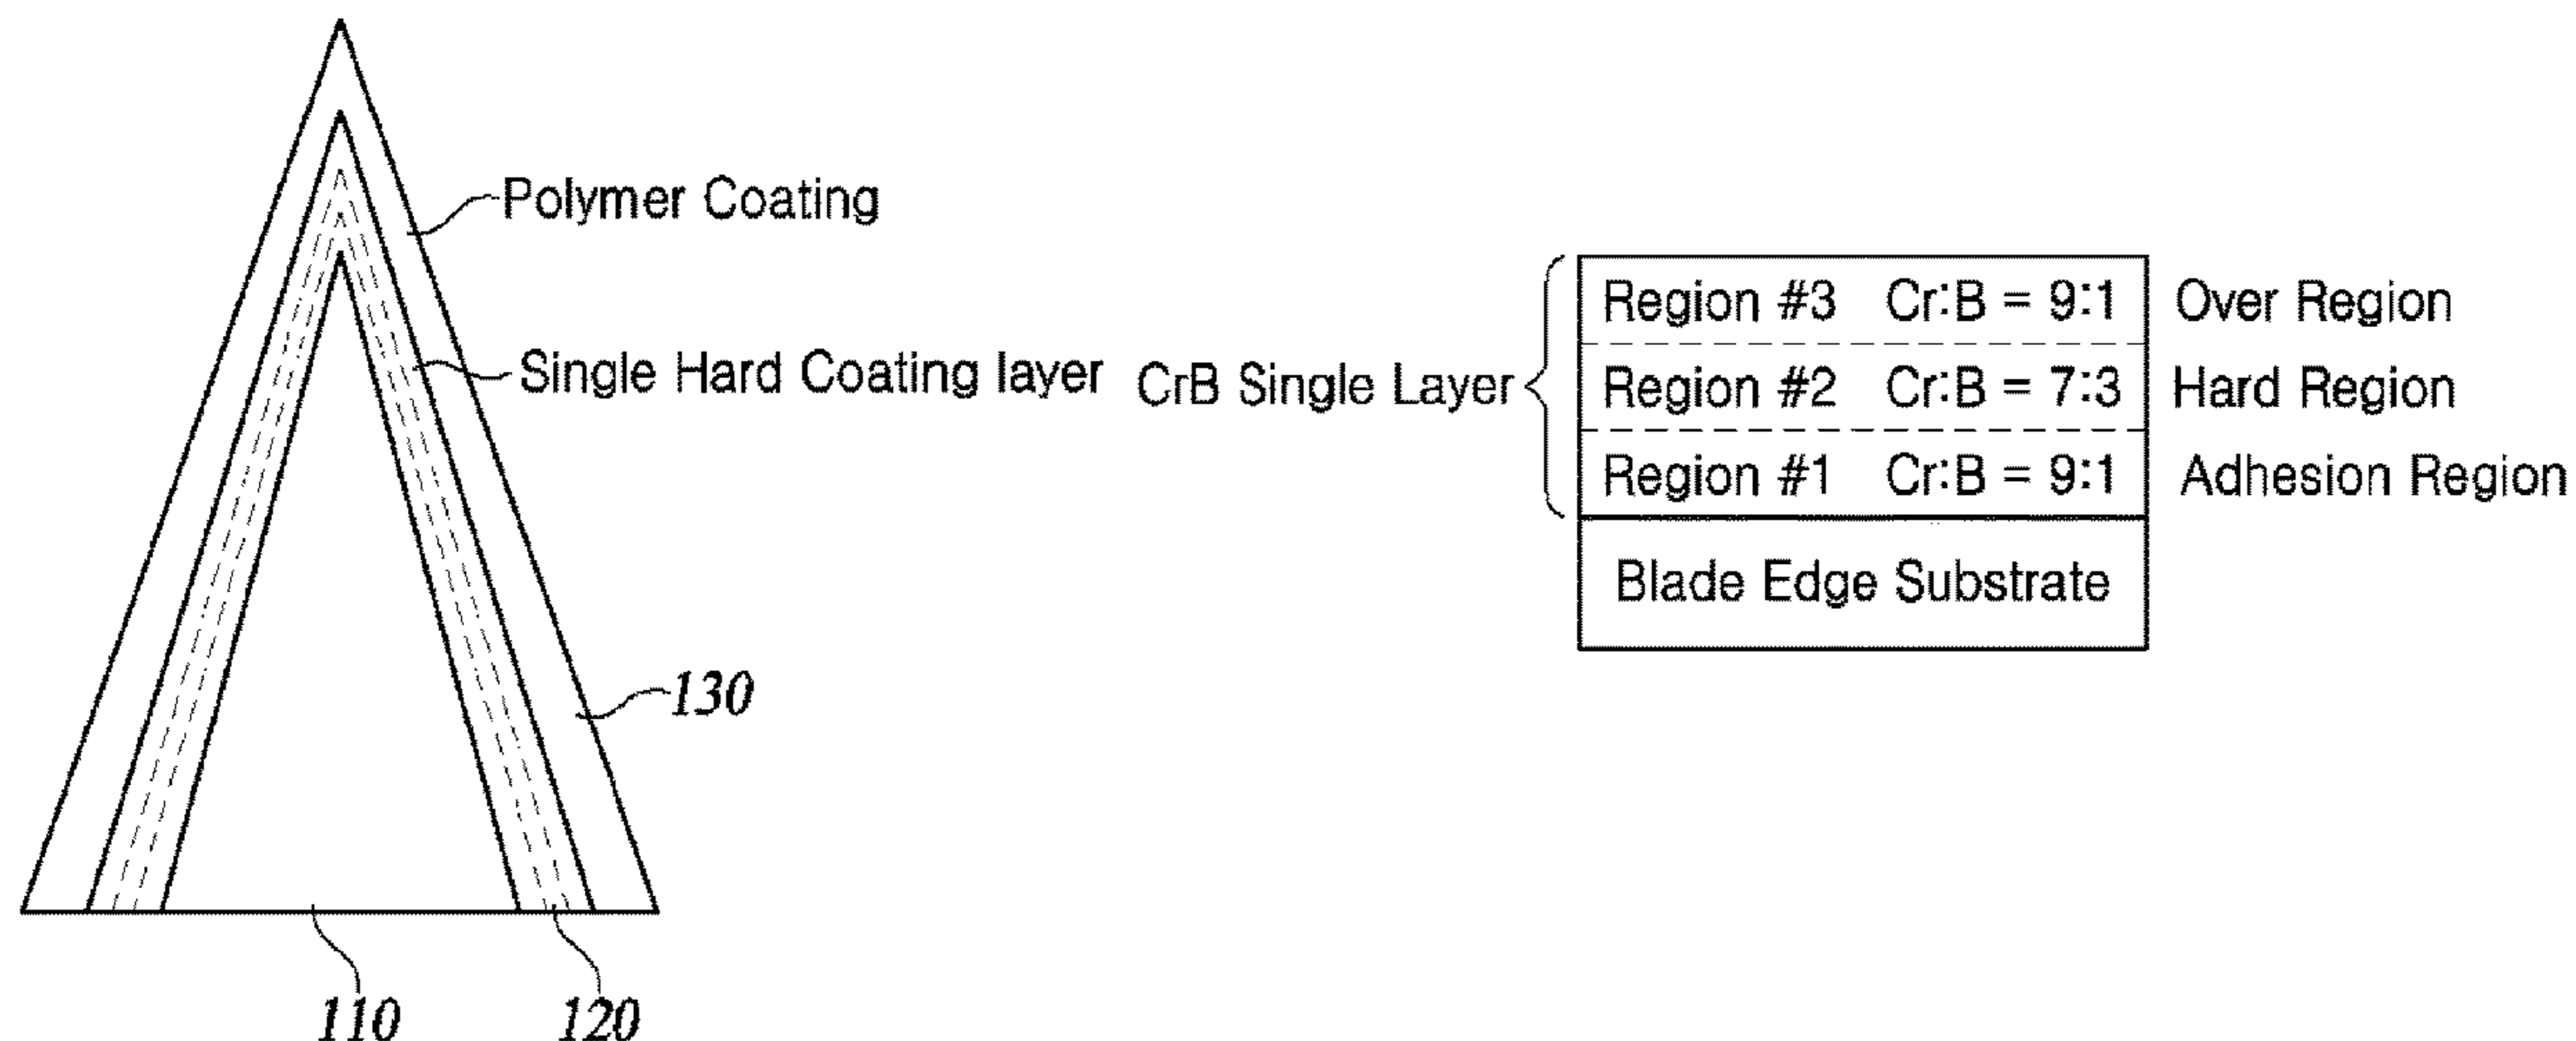 Polymer Coating
Single Hard Coating layer
130
110
120
CrB Single Layer
Region #3 Cr:B = 9:1 Over Region
Region #2 Cr:B = 7:3 Hard Region
Region #1 Cr:B = 9:1 Adhesion Region
Blade Edge Substrate